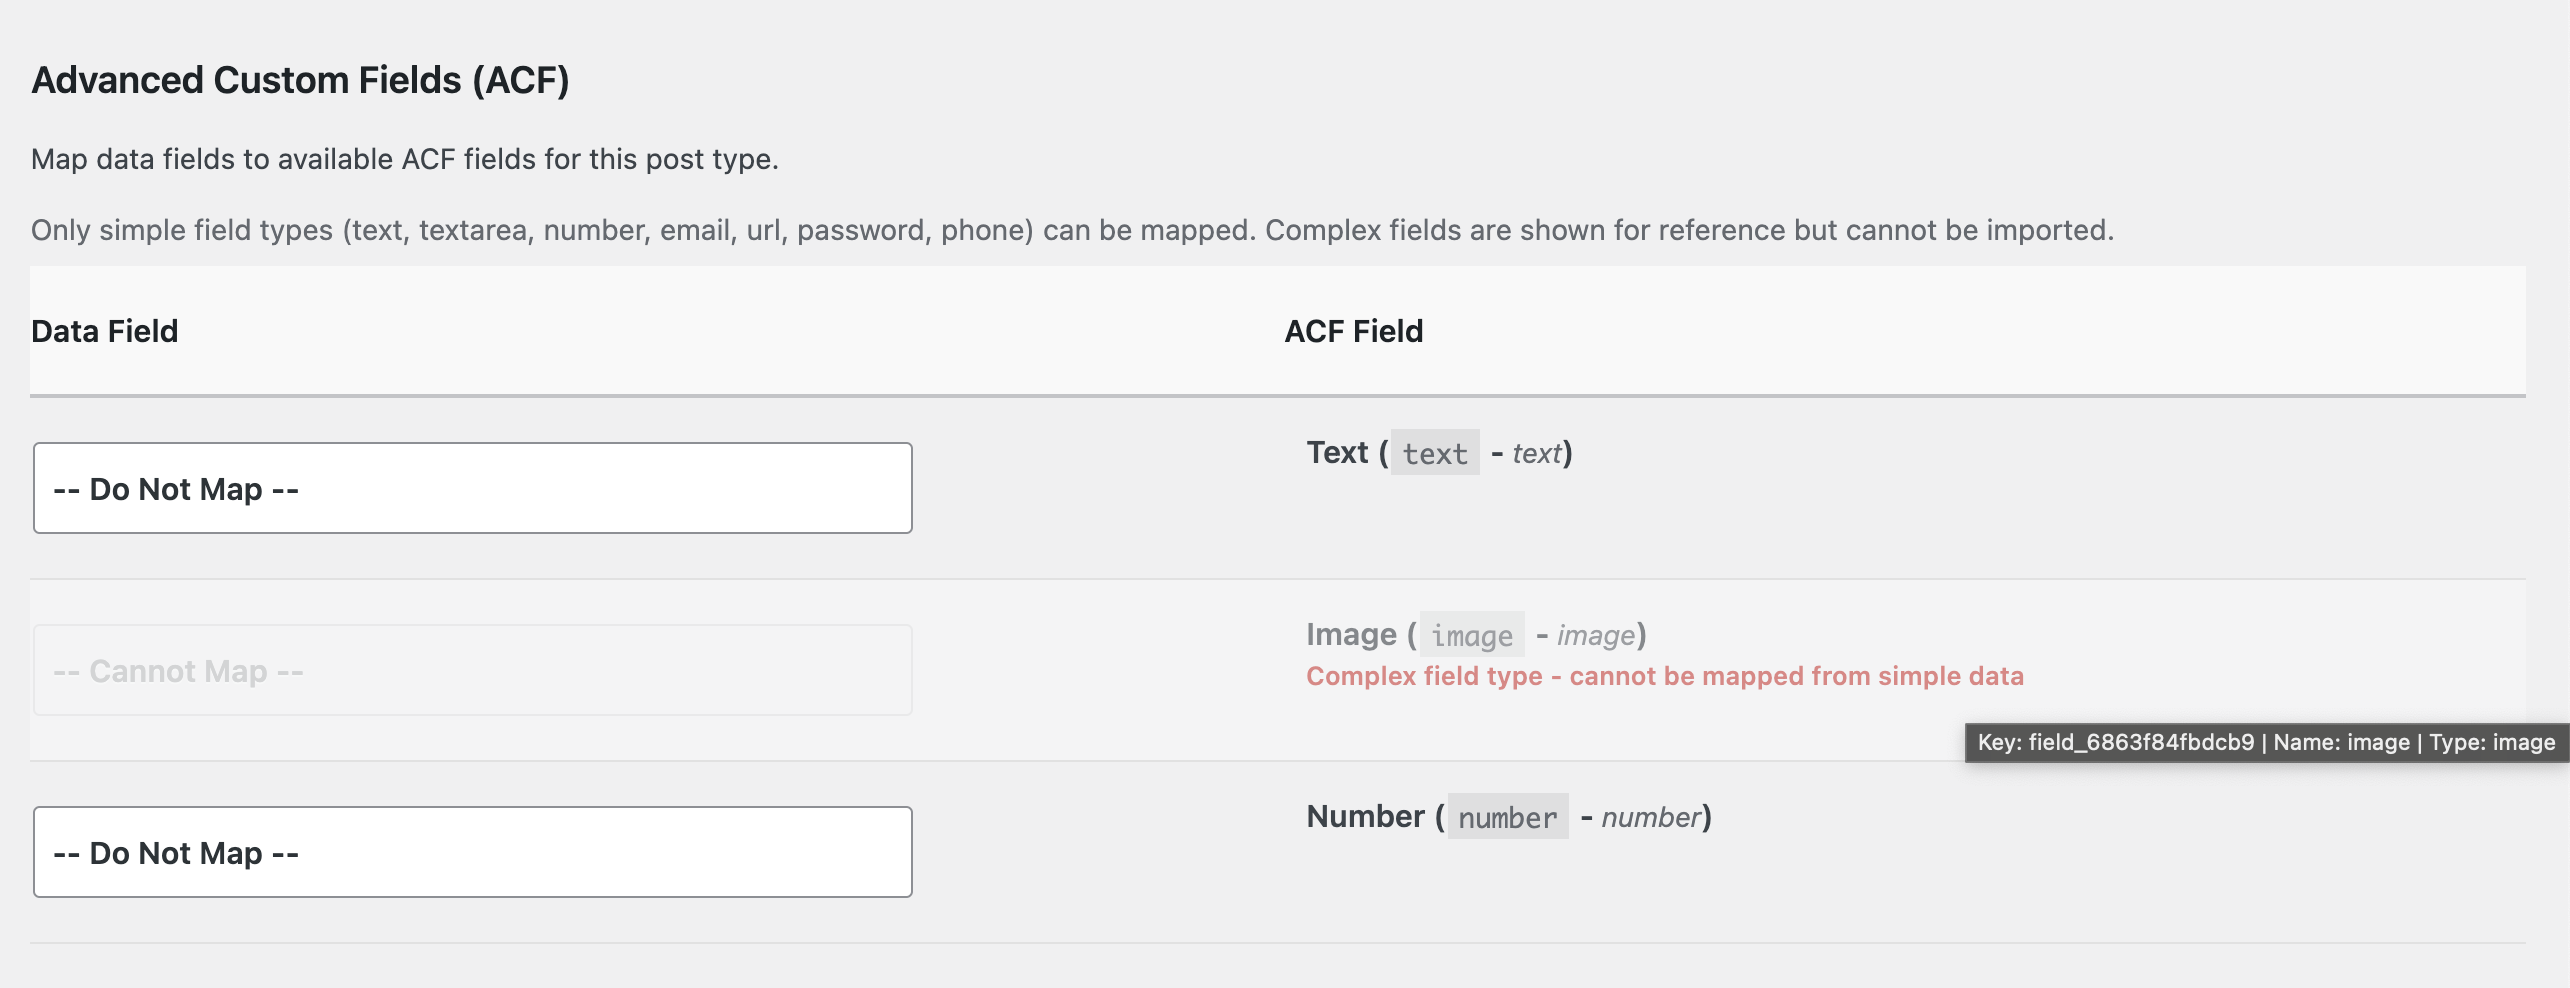 Advanced Custom Fields (ACF)
Map data fields to available ACF fields for this post type.
Only simple field types (text, textarea, number, email, url, password, phone) can be mapped. Complex fields are shown for reference but cannot be imported.
Data Field
ACF Field
-- Do Not Map --
Text ( text - text)
-- Cannot Map --
Image ( image - image)
Complex field type - cannot be mapped from simple data
Key: field_6863f84fbdcb9 | Name: image | Type: image
-- Do Not Map --
Number ( number - number)